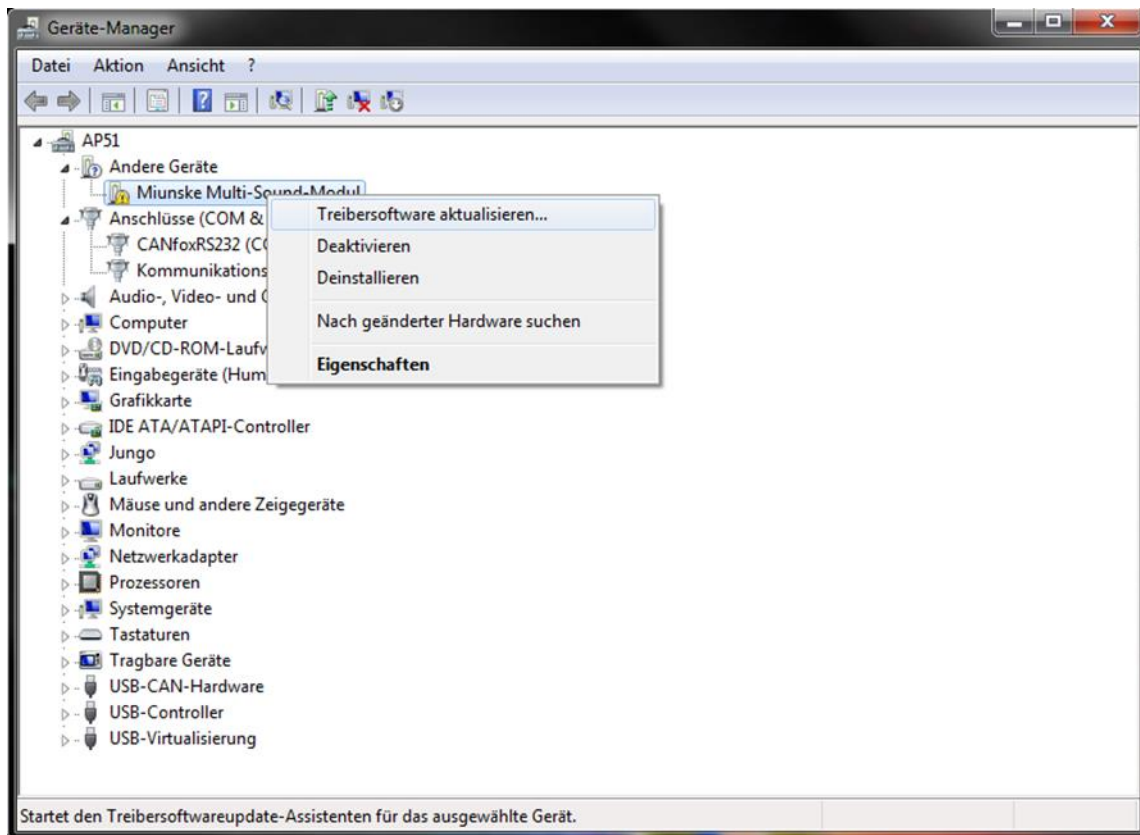 Geräte-Manager
Datei Aktion Ansicht ?
AP51
Andere Geräte
Miunske Multi-Sound-Modul
Anschlüsse (COM &
CANfoxRS232 (CO
Kommunikations
Audio-, Video- und
Computer
DVD/CD-ROM-Laufw
Eingabegeräte (Hum
Grafikkarte
IDE ATA/ATAPI-Controller
Jungo
Laufwerke
Mäuse und andere Zeigegeräte
Monitore
Netzwerkadapter
Prozessoren
Systemgeräte
Tastaturen
Tragbare Geräte
USB-CAN-Hardware
USB-Controller
USB-Virtualisierung
Treibersoftware aktualisieren...
Deaktivieren
Deinstallieren
Nach geänderter Hardware suchen
Eigenschaften
Startet den Treibersoftwareupdate-Assistenten für das ausgewählte Gerät.